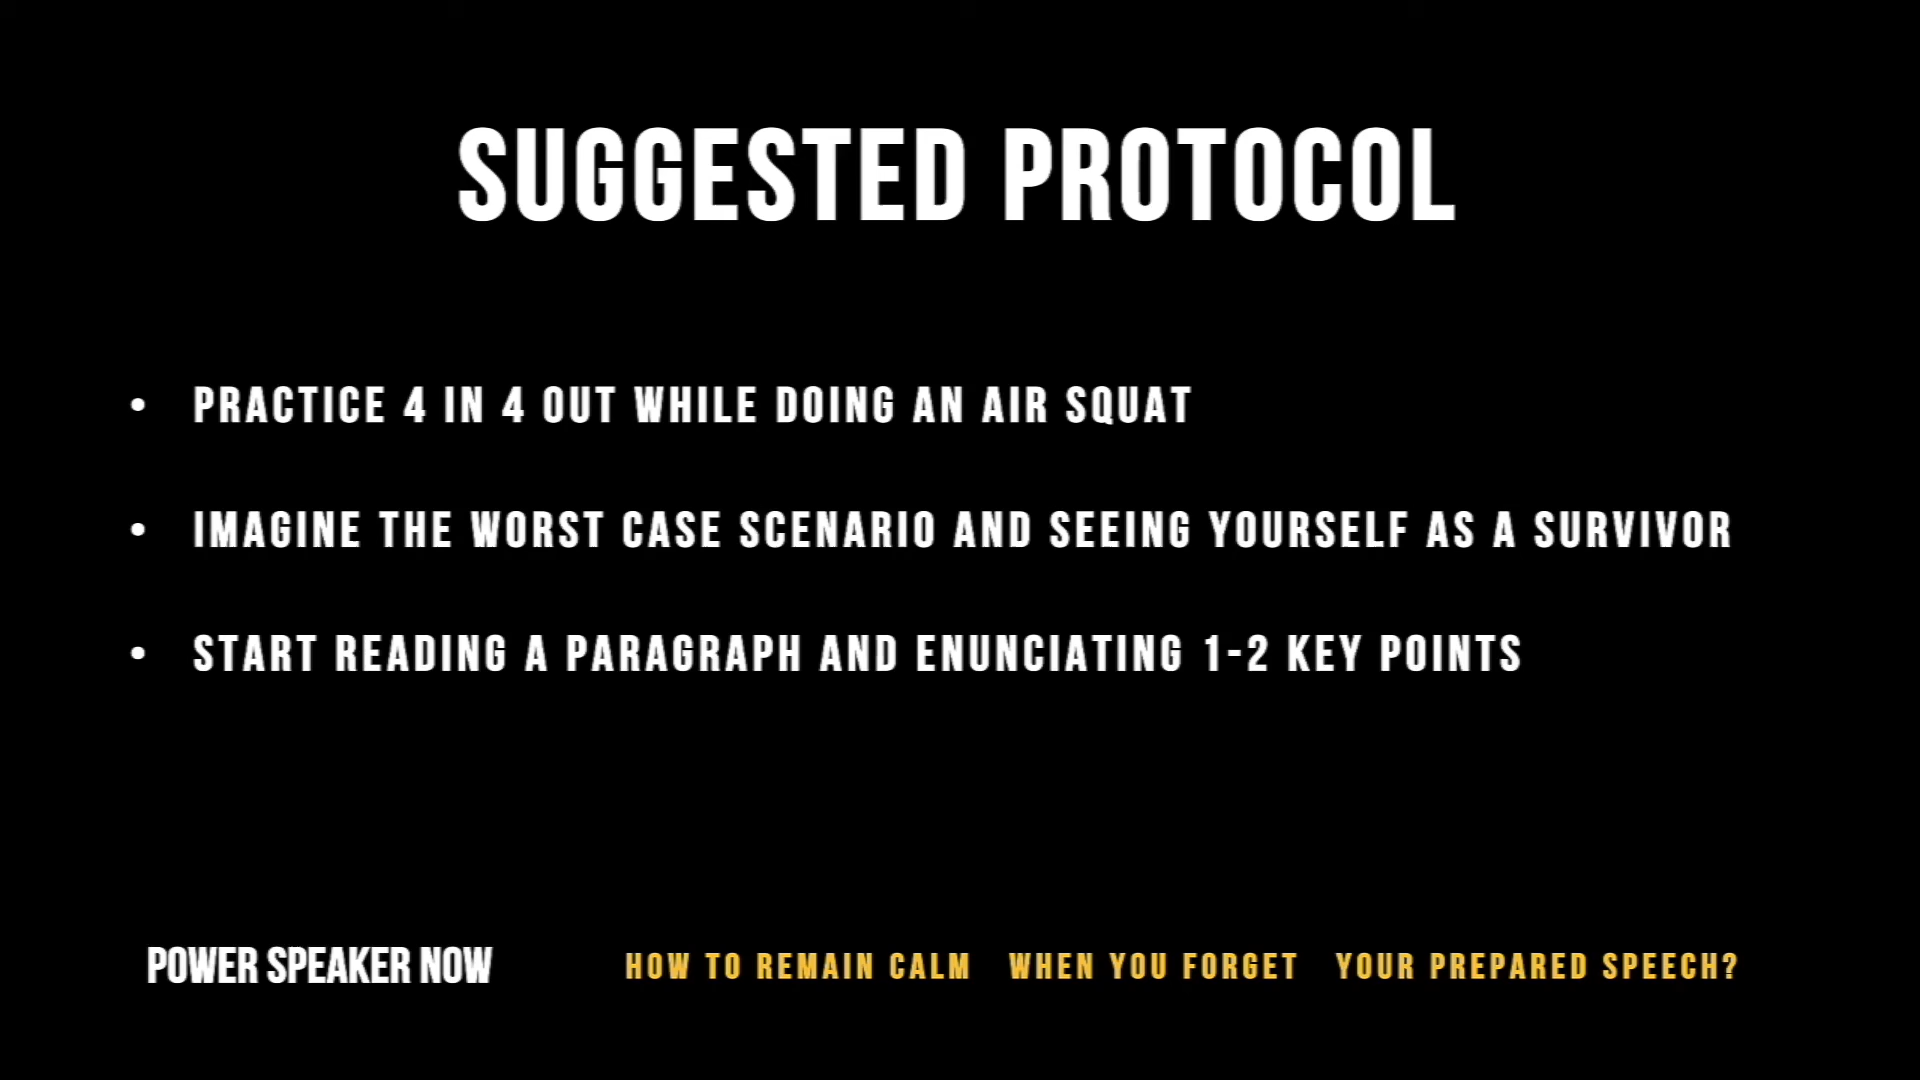 SUGGESTED PROTOCOL
• PRACTICE 4 IN 4 OUT WHILE DOING AN AIR SQUAT
• IMAGINE THE WORST CASE SCENARIO AND SEEING YOURSELF AS A SURVIVOR
• START READING A PARAGRAPH AND ENUNCIATING 1-2 KEY POINTS
POWER SPEAKER NOW
HOW TO REMAIN CALM WHEN YOU FORGET YOUR PREPARED SPEECH?